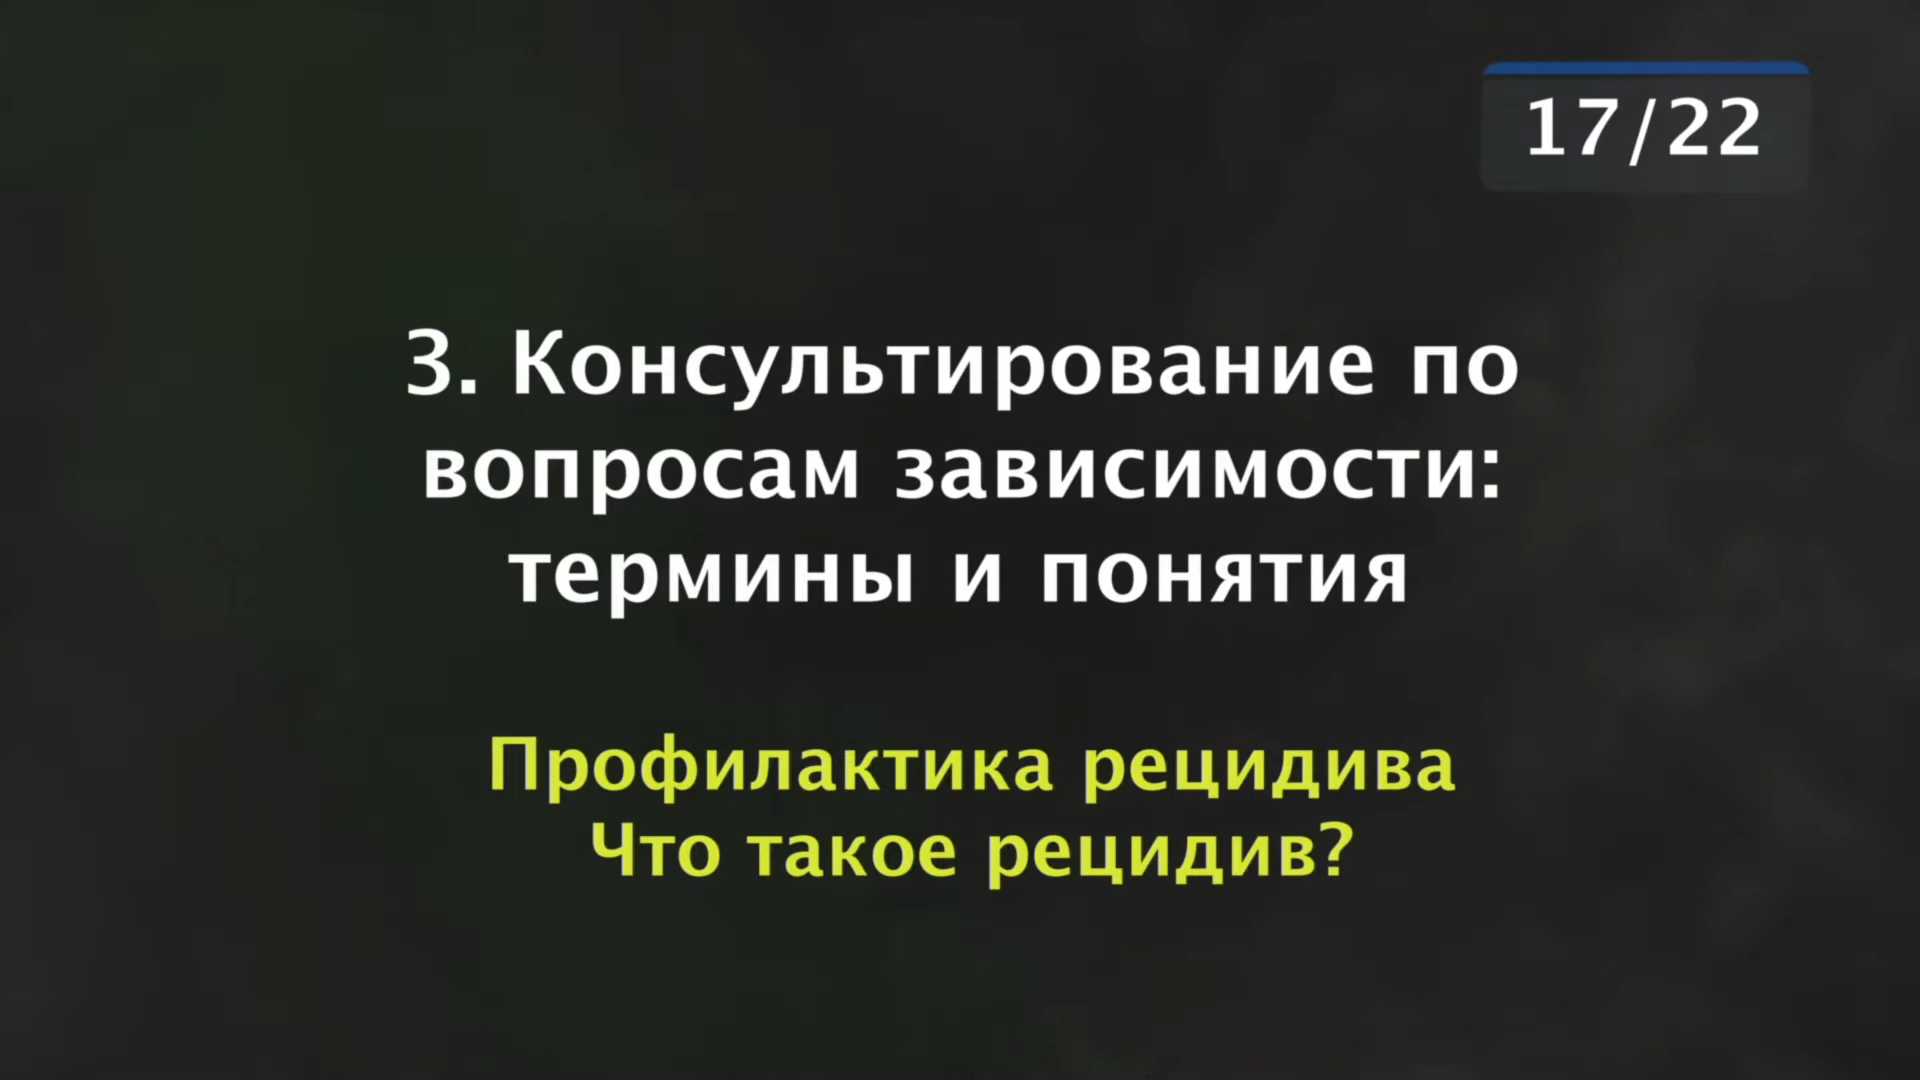 17/22
3. Консультирование по
вопросам зависимости:
термины и понятия
Профилактика рецидива
Что такое рецидив?